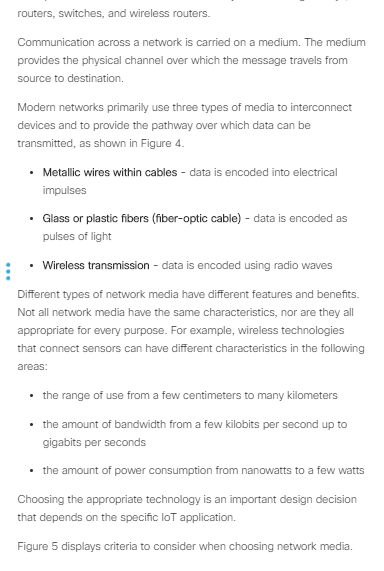 routers, switches, and wireless routers.
Communication across a network is carried on a medium. The medium
provides the physical channel over which the message travels from
source to destination.
Modern networks primarily use three types of media to interconnect
devices and to provide the pathway over which data can be
transmitted, as shown in Figure 4.
• Metallic wires within cables - data is encoded into electrical
impulses
• Glass or plastic fibers (fiber-optic cable) - data is encoded as
pulses of light
• Wireless transmission - data is encoded using radio waves
Different types of network media have different features and benefits.
Not all network media have the same characteristics, nor are they all
appropriate for every purpose. For example, wireless technologies
that connect sensors can have different characteristics in the following
areas:
• the range of use from a few centimeters to many kilometers
• the amount of bandwidth from a few kilobits per second up to
gigabits per seconds
• the amount of power consumption from nanowatts to a few watts
Choosing the appropriate technology is an important design decision
that depends on the specific IoT application.
Figure 5 displays criteria to consider when choosing network media.